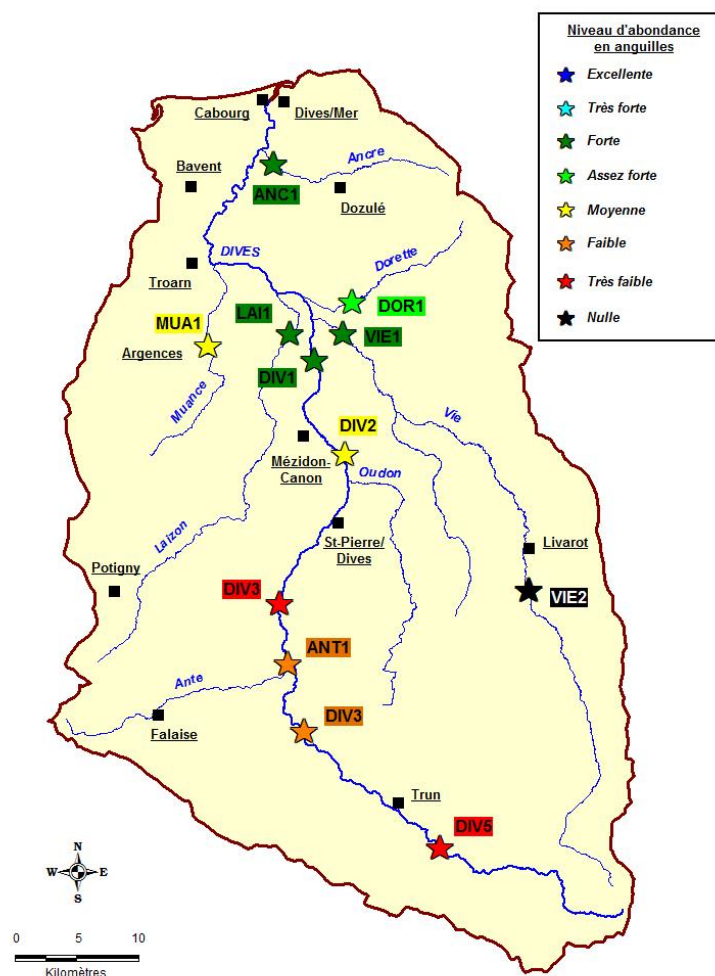 Niveau d'abondance
en anguilles
Excellente
Très forte
Forte
Assez forte
Moyenne
Faible
Très faible
Nulle
Cabourg
Dives/Mer
Bavent
Ancre
ANC1
Dozulé
DIVES
Dorette
Troarn
DOR1
MUA1
LAI1
VIE1
Argences
DIV1
Muance
Vie
DIV2
Mézidon-
Canon
Oudon
Laizon
St-Pierre/
Dives
Livarot
Potigny
DIV3
VIE2
ANT1
Ante
Falaise
DIV3
Trun
DIV5
N
W
E
S
0 5 10
Kilomètres